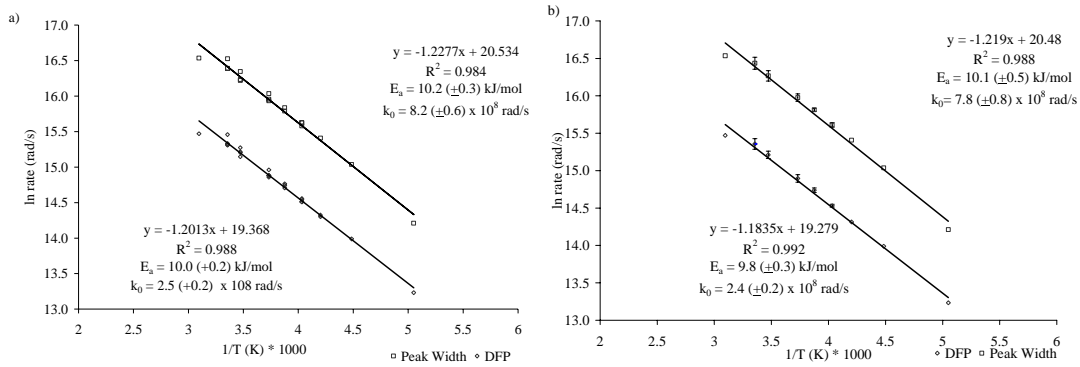 a)
17.0
16.5
16.0
15.5
15.0
14.5
14.0
13.5
13.0
ln rate (rad/s)
y = -1.2277x + 20.534
R² = 0.984
Eₐ = 10.2 (±0.3) kJ/mol
k₀ = 8.2 (±0.6) x 10⁸ rad/s
y = -1.2013x + 19.368
R² = 0.988
Eₐ = 10.0 (+0.2) kJ/mol
k₀ = 2.5 (+0.2) x 108 rad/s
2 2.5 3 3.5 4 4.5 5 5.5 6
1/T (K) * 1000
Peak Width DFP
b)
17.0
16.5
16.0
15.5
15.0
14.5
14.0
13.5
13.0
ln rate (rad/s)
y = -1.219x + 20.48
R² = 0.988
Eₐ = 10.1 (±0.5) kJ/mol
k₀= 7.8 (±0.8) x 10⁸ rad/s
y = -1.1835x + 19.279
R² = 0.992
Eₐ = 9.8 (±0.3) kJ/mol
k₀ = 2.4 (±0.2) x 10⁸ rad/s
2 2.5 3 3.5 4 4.5 5 5.5 6
1/T (K) * 1000
DFP Peak Width